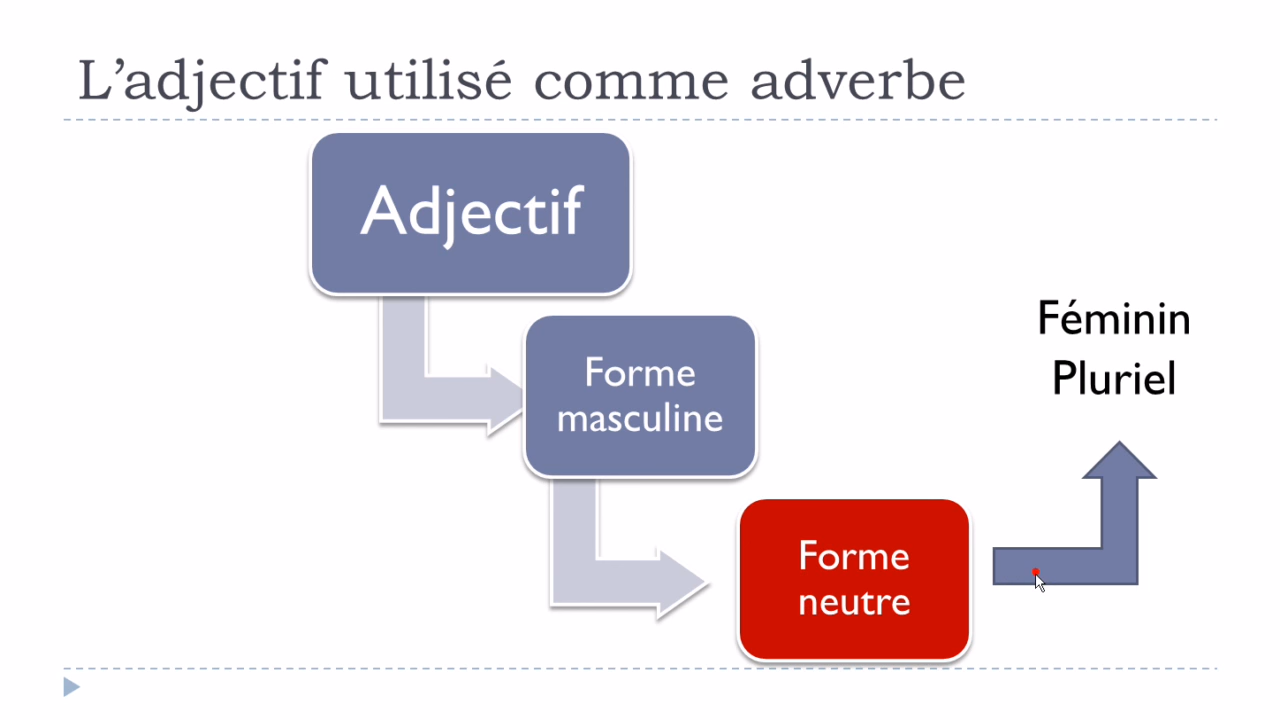 L’adjectif utilisé comme adverbe
Adjectif
Forme
masculine
Féminin
Pluriel
Forme
neutre